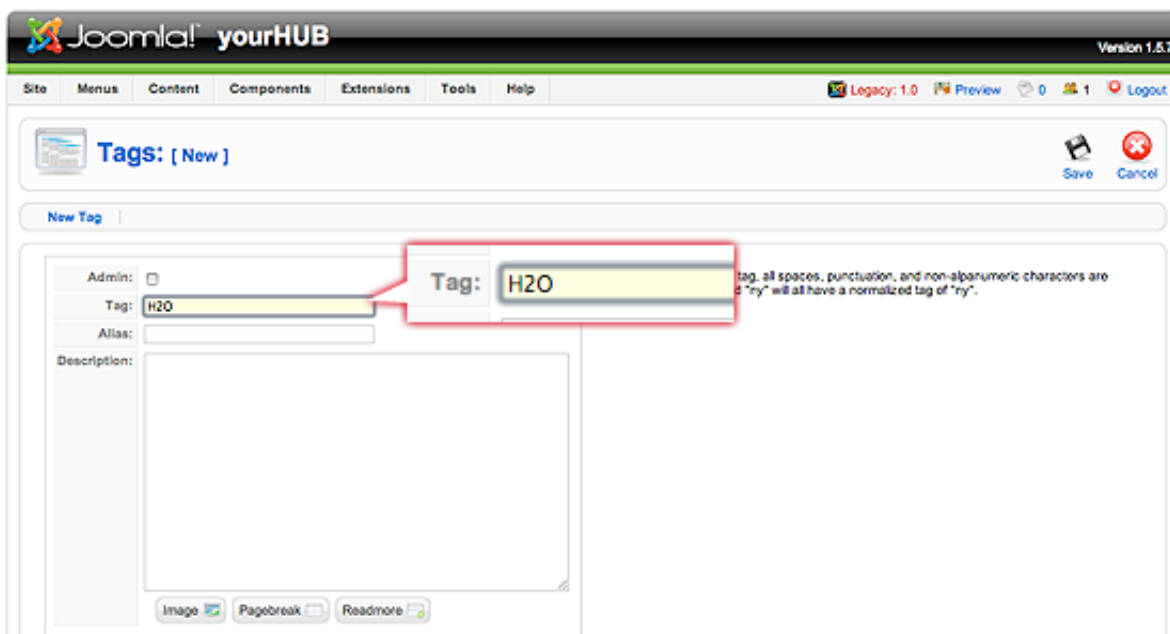 Joomla! yourHUB
Version 1.5.7
Site Menus Content Components Extensions Tools Help Legacy: 1.0 Preview 0 1 Logout
Tags: [ New ]
Save Cancel
New Tag
Admin:
Tag: H2O
Tag: H2O
tag, all spaces, punctuation, and non-alpanumeric characters are
"ny" will all have a normalized tag of "ny".
Alias:
Description:
Image Pagebreak Readmore